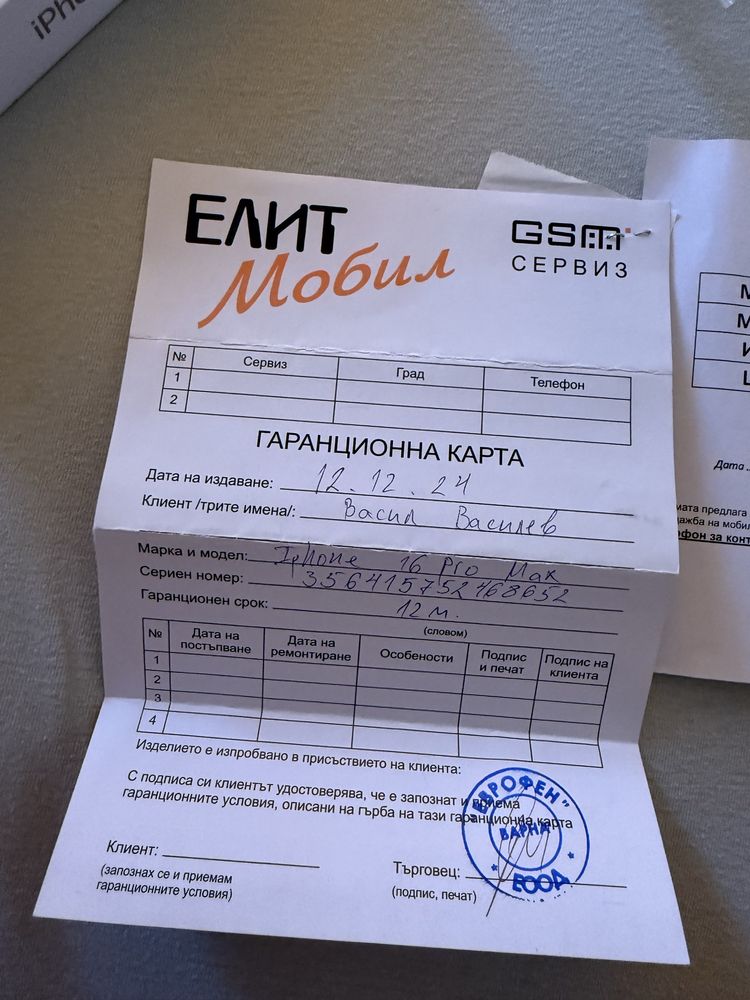 iPho
ЕЛИТ
Мобил
GSM
СЕРВИЗ
№ Сервиз Град Телефон
1
2
ГАРАНЦИОННА КАРТА
Дата на издаване: 12.12.24
Клиент /трите имена/: Васил Василев
Марка и модел: Iphone 16 Pro Max
Сериен номер: 356415752468652
Гаранционен срок: 12 м.
(словом)
№ Дата на постъпване Дата на ремонтиране Особености Подпис и печат Подпис на клиента
1
2
3
4
Изделието е изпробвано в присъствието на клиента:
С подписа си клиентът удостоверява, че е запознат и приема
гаранционните условия, описани на гърба на тази гаранционна карта
Клиент:
(запознах се и приемам
гаранционните условия)
Търговец:
(подпис, печат)
"ЕВРОФЕН"
ВАРНА
ЕООД
М
М
И
Ц
Дата ..
мата предлага
дажба на мобил
фон за конт